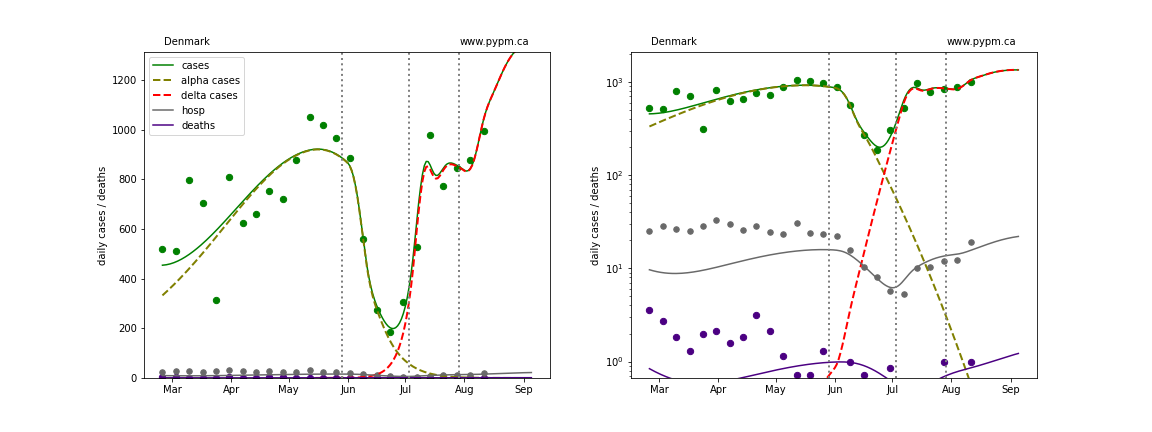 Denmark www.pypm.ca
cases
alpha cases
delta cases
hosp
deaths
daily cases / deaths
1200
1000
800
600
400
200
0
Mar Apr May Jun Jul Aug Sep
Denmark www.pypm.ca
daily cases / deaths
10³
10²
10¹
10⁰
Mar Apr May Jun Jul Aug Sep